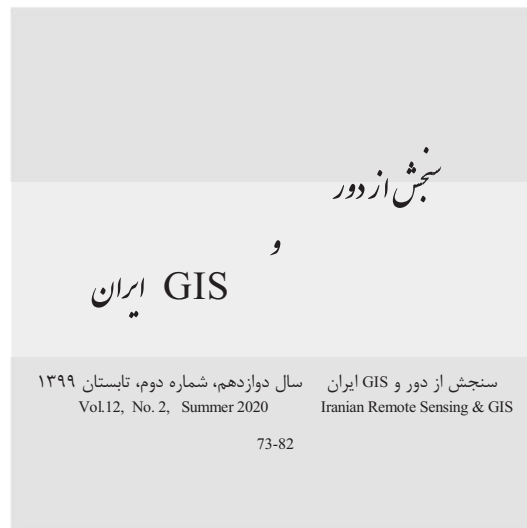 سنجش از دور
و
GIS ایران
سنجش از دور و GIS ایران    سال دوازدهم، شماره دوم، تابستان ۱۳۹۹
Iranian Remote Sensing & GIS    Vol.12, No. 2, Summer 2020
73-82